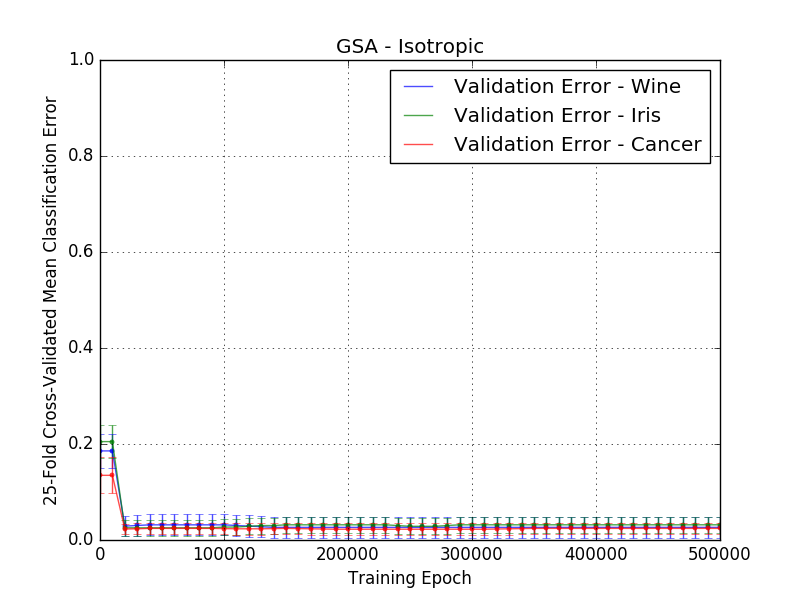 GSA - Isotropic
Validation Error - Wine
Validation Error - Iris
Validation Error - Cancer
25-Fold Cross-Validated Mean Classification Error
1.0
0.8
0.6
0.4
0.2
0.0
0 100000 200000 300000 400000 500000
Training Epoch